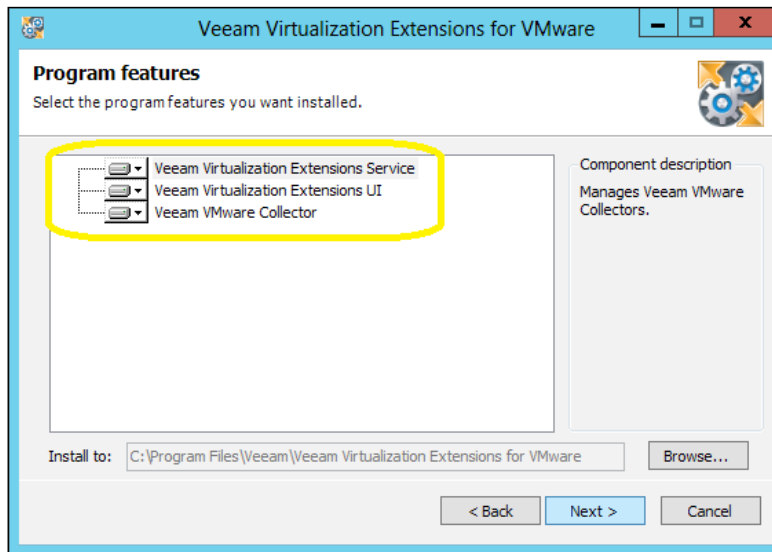 Veeam Virtualization Extensions for VMware
Program features
Select the program features you want installed.
Veeam Virtualization Extensions Service
Veeam Virtualization Extensions UI
Veeam VMware Collector
Component description
Manages Veeam VMware
Collectors.
Install to: C:\Program Files\Veeam\Veeam Virtualization Extensions for VMware Browse...
< Back Next > Cancel